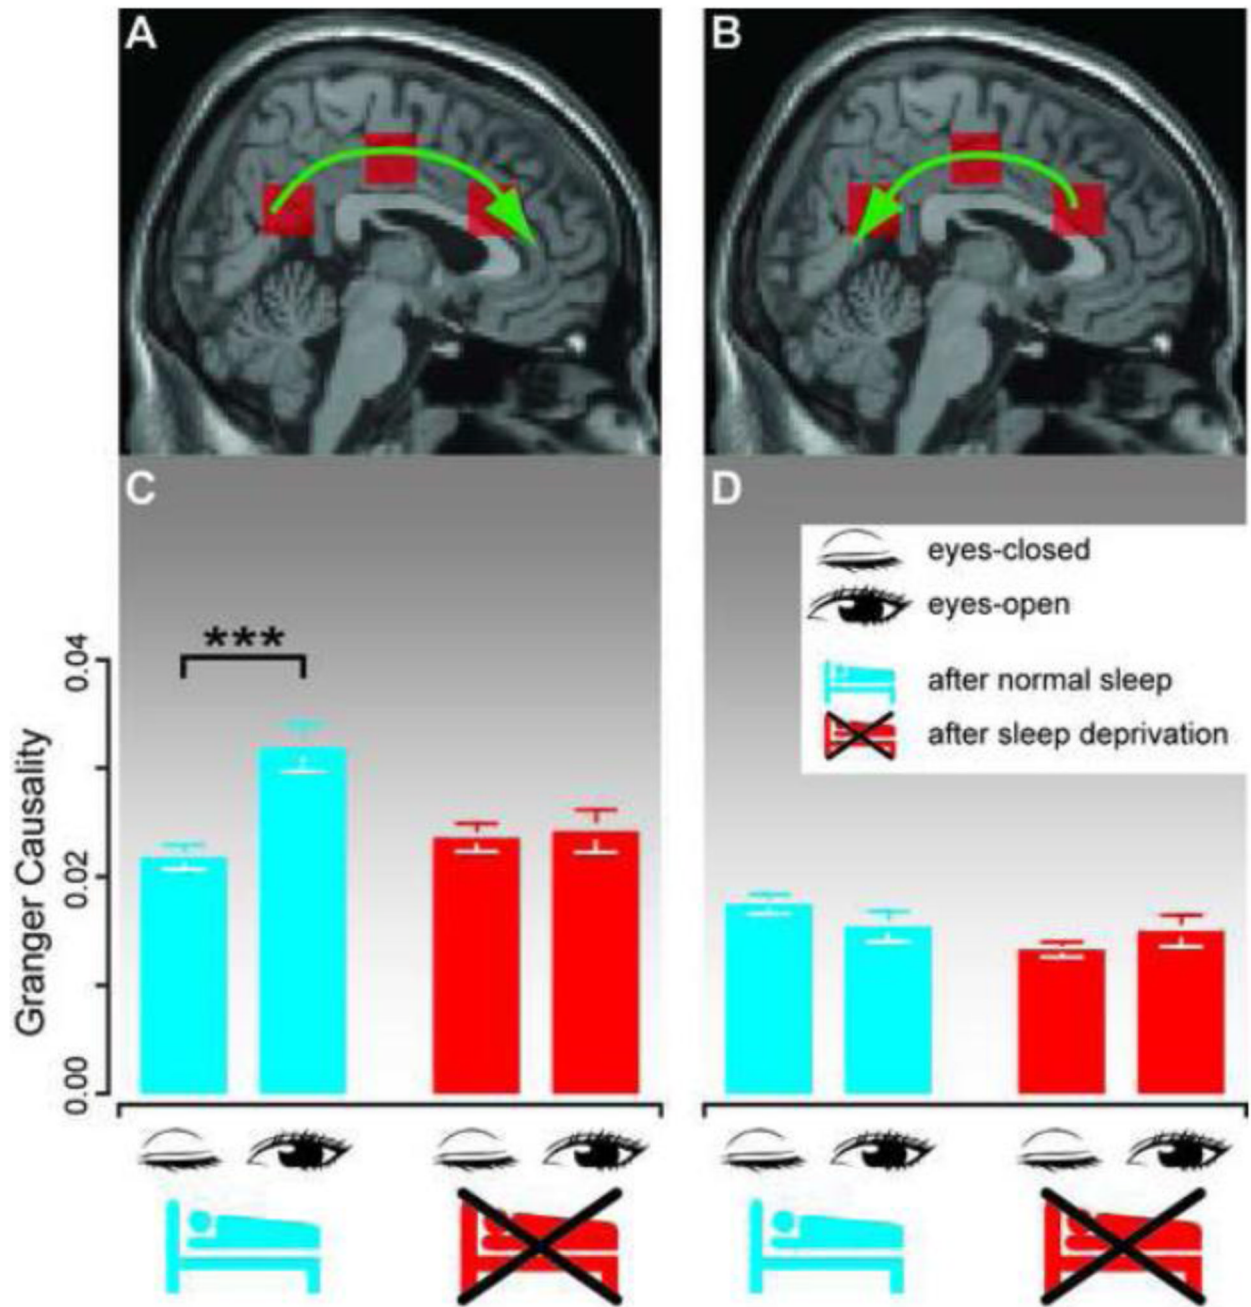 A
B
C
D
eyes-closed
eyes-open
after normal sleep
after sleep deprivation
***
0.04
0.02
0.00
Granger Causality